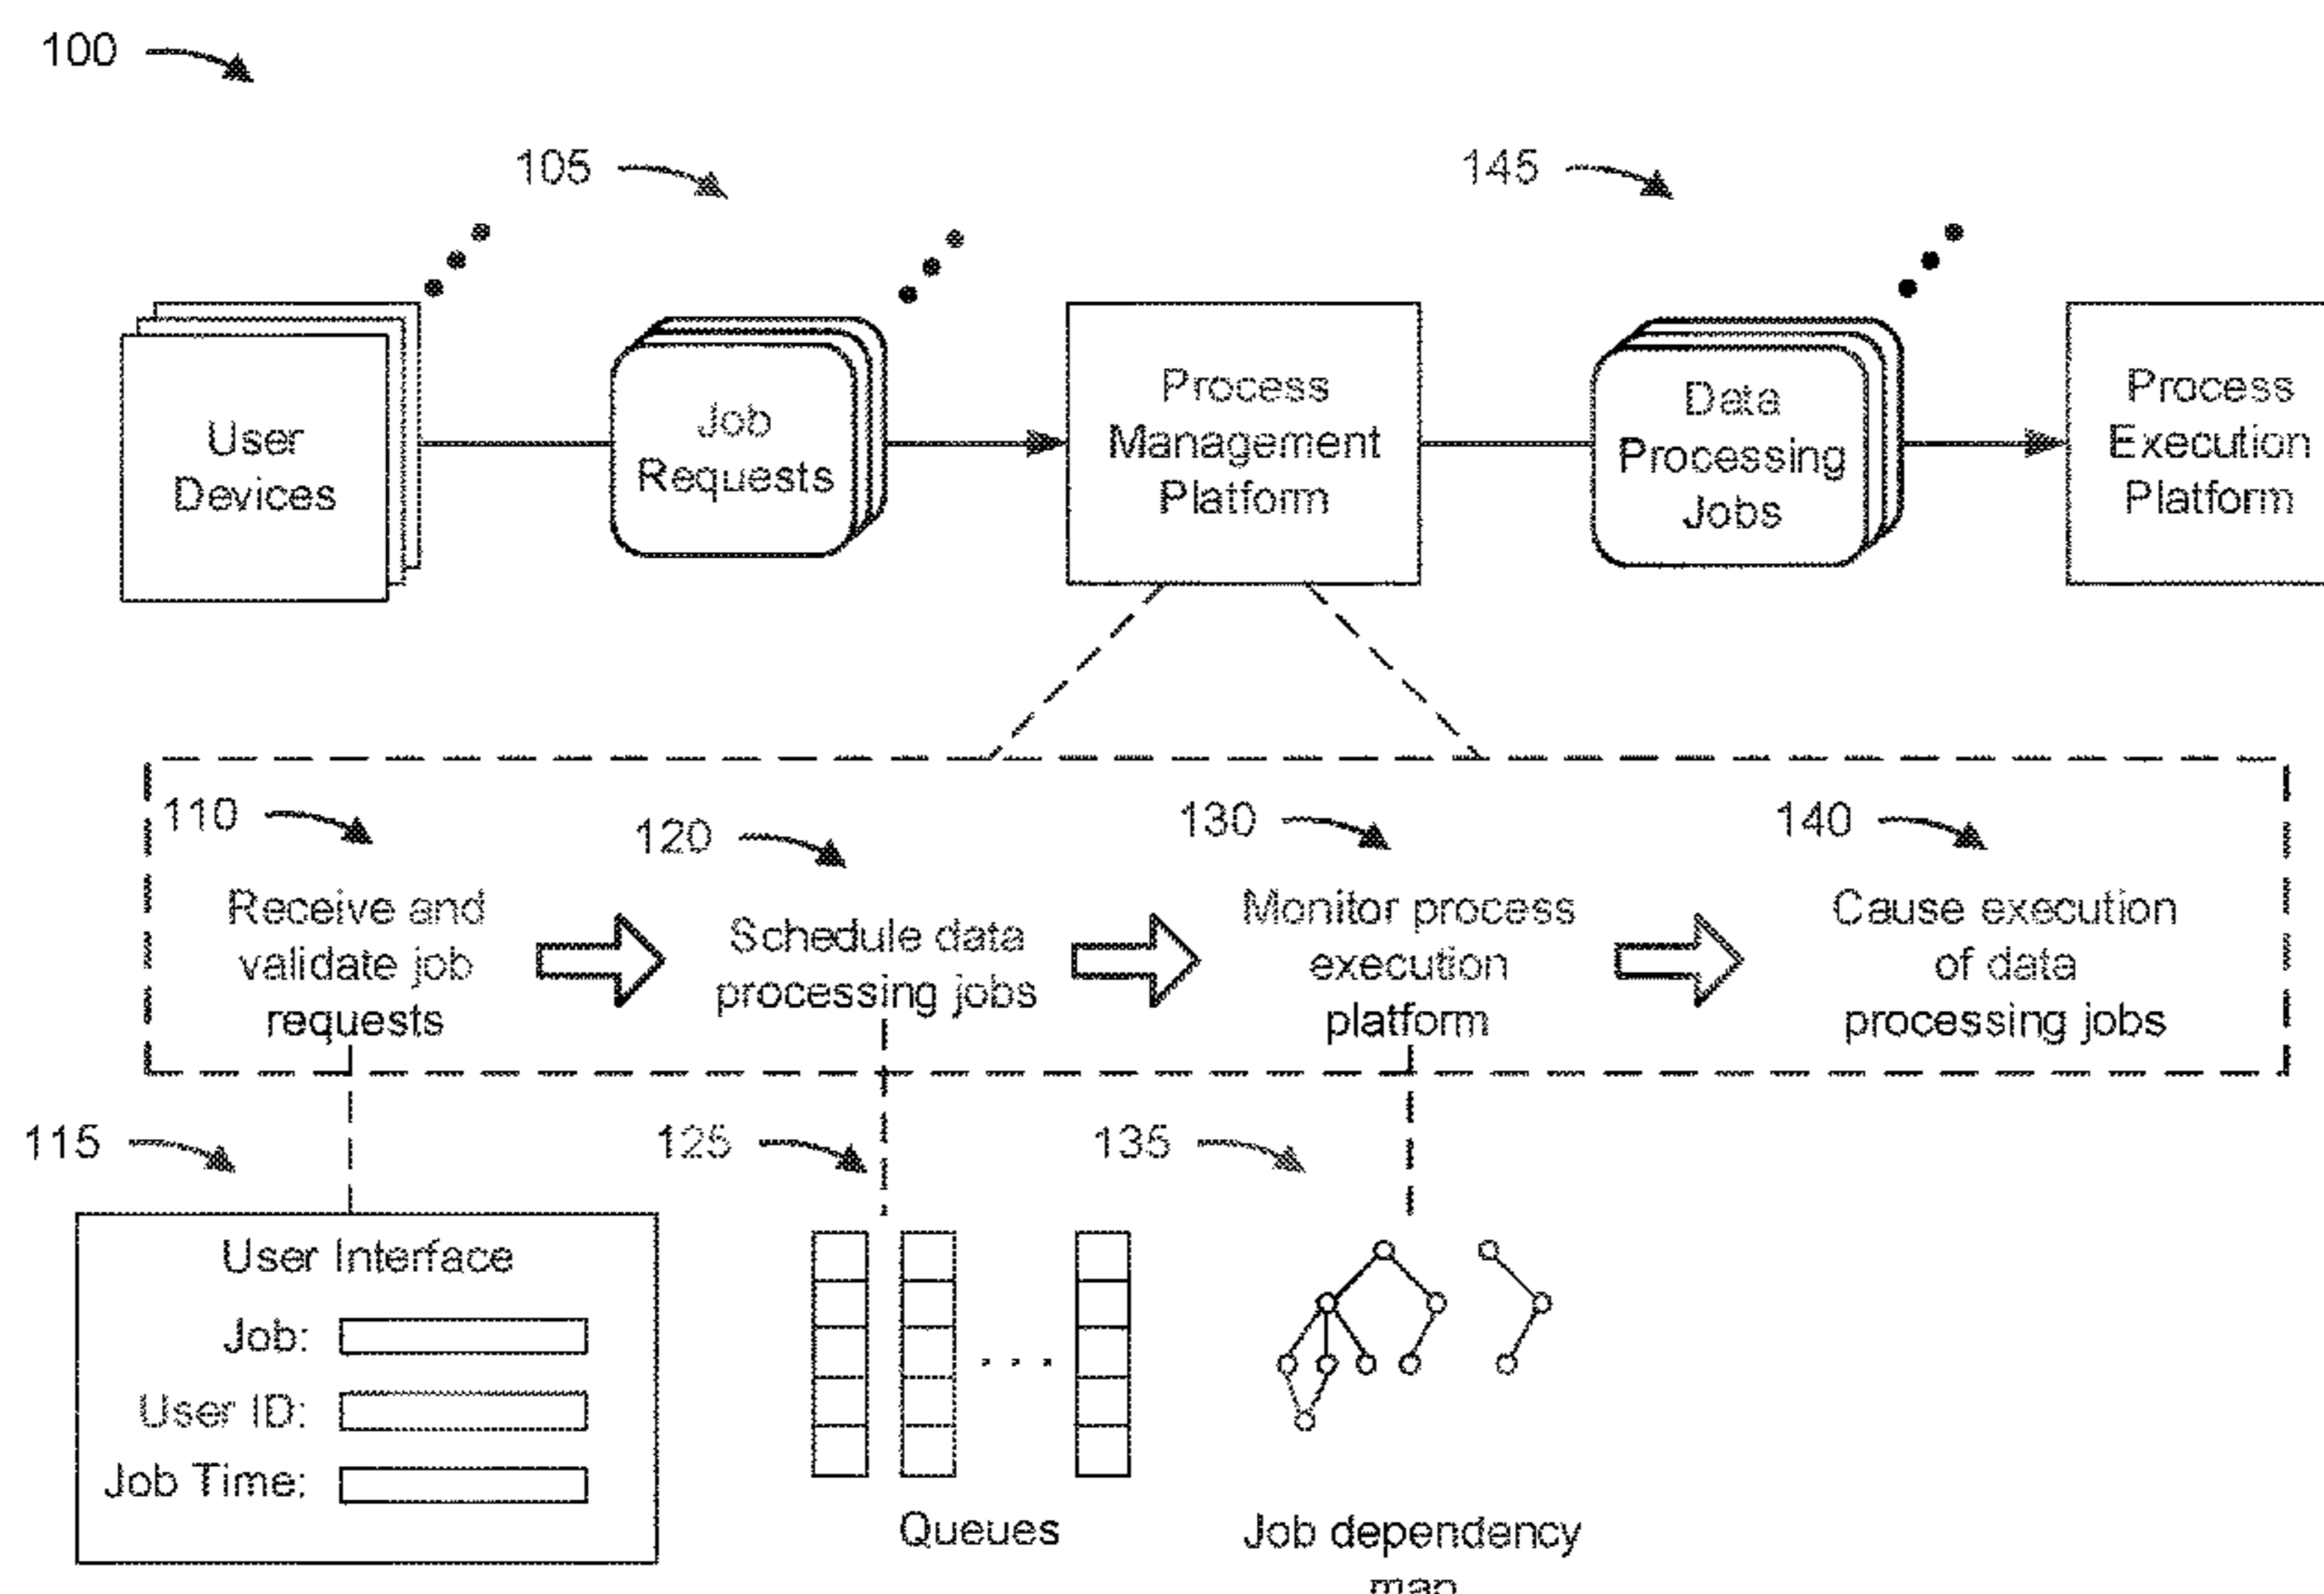 100
105
145
User
Devices
Job
Requests
Process
Management
Platform
Data
Processing
Jobs
Process
Execution
Platform
110
120
130
140
Receive and
validate job
requests
Schedule data
processing jobs
Monitor process
execution
platform
Cause execution
of data
processing jobs
115
125
135
User Interface
Job:
User ID:
Job Time:
. . .
Queues
Job dependency
map